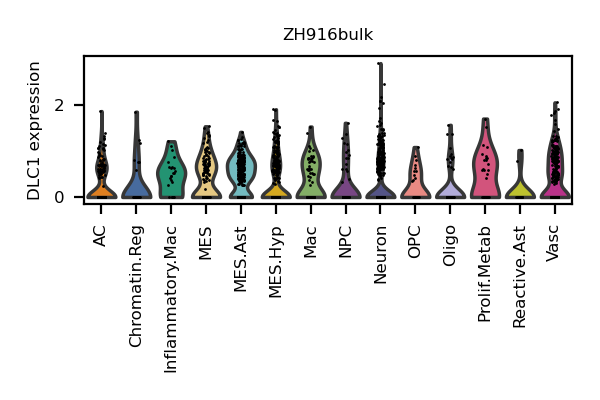 ZH916bulk
DLC1 expression
2
0
AC
Chromatin.Reg
Inflammatory.Mac
MES
MES.Ast
MES.Hyp
Mac
NPC
Neuron
OPC
Oligo
Prolif.Metab
Reactive.Ast
Vasc